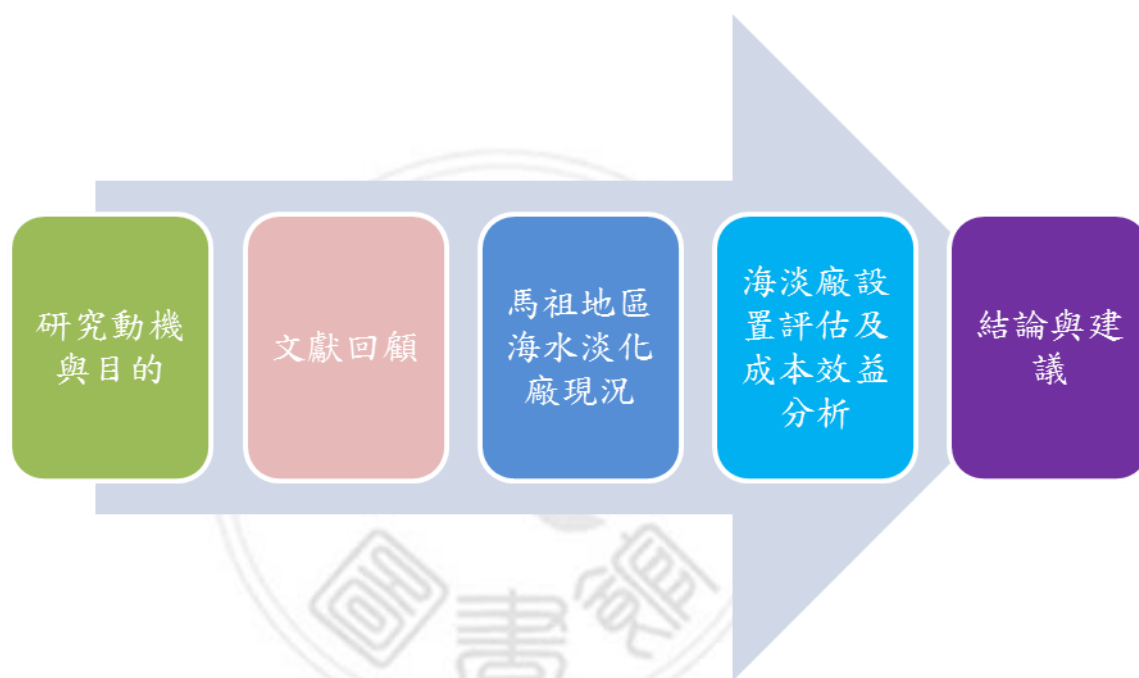 研究動機
與目的
文獻回顧
馬祖地區
海水淡化
廠現況
海淡廠設
置評估及
成本效益
分析
結論與建
議
書